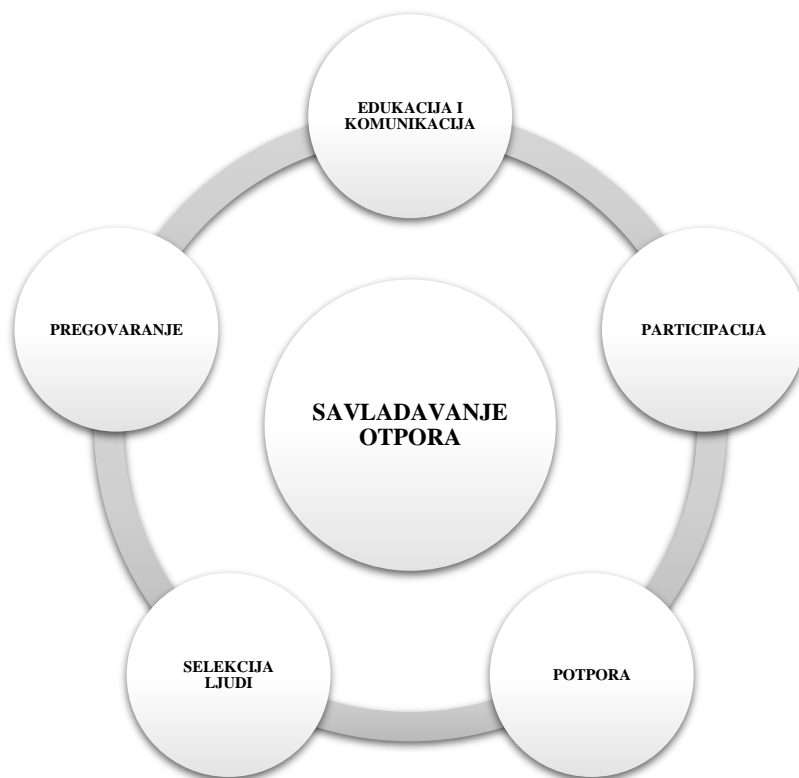 EDUKACIJA I
KOMUNIKACIJA
PREGOVARANJE
PARTICIPACIJA
SAVLADAVANJE
OTPORA
SELEKCIJA
LJUDI
POTPORA